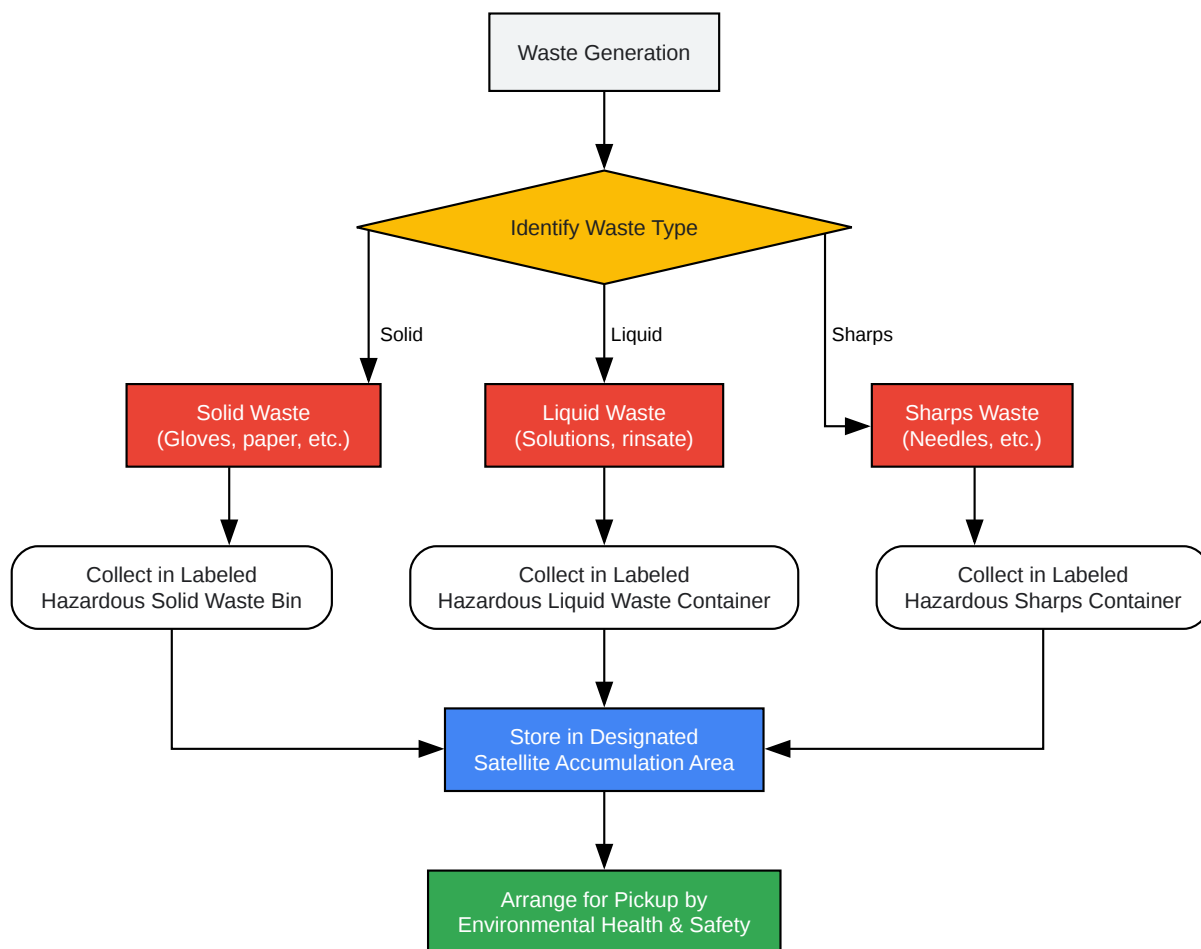 Waste Generation
Identify Waste Type
Solid
Liquid
Sharps
Solid Waste
(Gloves, paper, etc.)
Liquid Waste
(Solutions, rinsate)
Sharps Waste
(Needles, etc.)
Collect in Labeled
Hazardous Solid Waste Bin
Collect in Labeled
Hazardous Liquid Waste Container
Collect in Labeled
Hazardous Sharps Container
Store in Designated
Satellite Accumulation Area
Arrange for Pickup by
Environmental Health & Safety